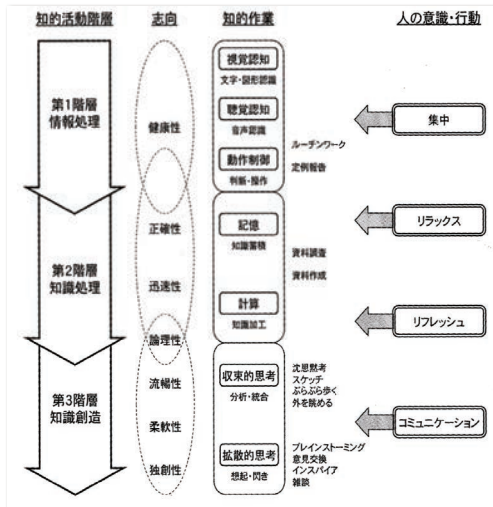 知的活動階層
志向
知的作業
人の意識・行動
第1階層
情報処理
健康性
視覚認知
文字・図形認識
聴覚認知
音声認識
動作制御
判断・操作
ルーチンワーク
定例報告
集中
第2階層
知識処理
正確性
迅速性
論理性
記憶
知識蓄積
計算
知識加工
資料調査
資料作成
リラックス
リフレッシュ
第3階層
知識創造
流暢性
柔軟性
独創性
収束的思考
分析・統合
拡散的思考
想起・閃き
沈思黙考
スケッチ
ぶらぶら歩く
外を眺める
ブレインストーミング
意見交換
インスパイア
雑談
コミュニケーション